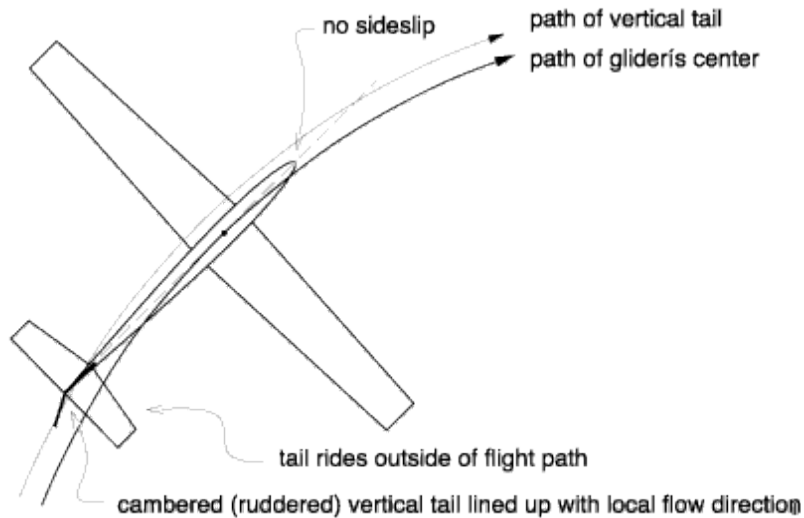 no sideslip
path of vertical tail
path of gliderís center
tail rides outside of flight path
cambered (ruddered) vertical tail lined up with local flow direction